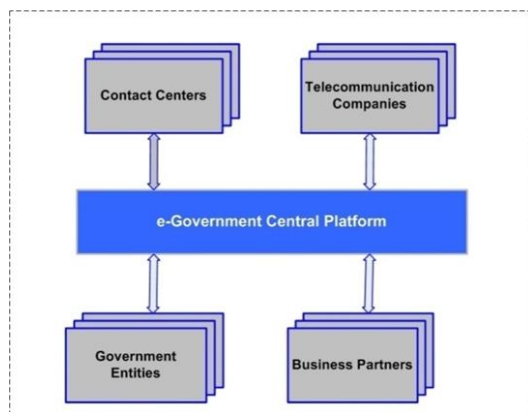 Contact Centers
Telecommunication
Companies
e-Government Central Platform
Government
Entities
Business Partners